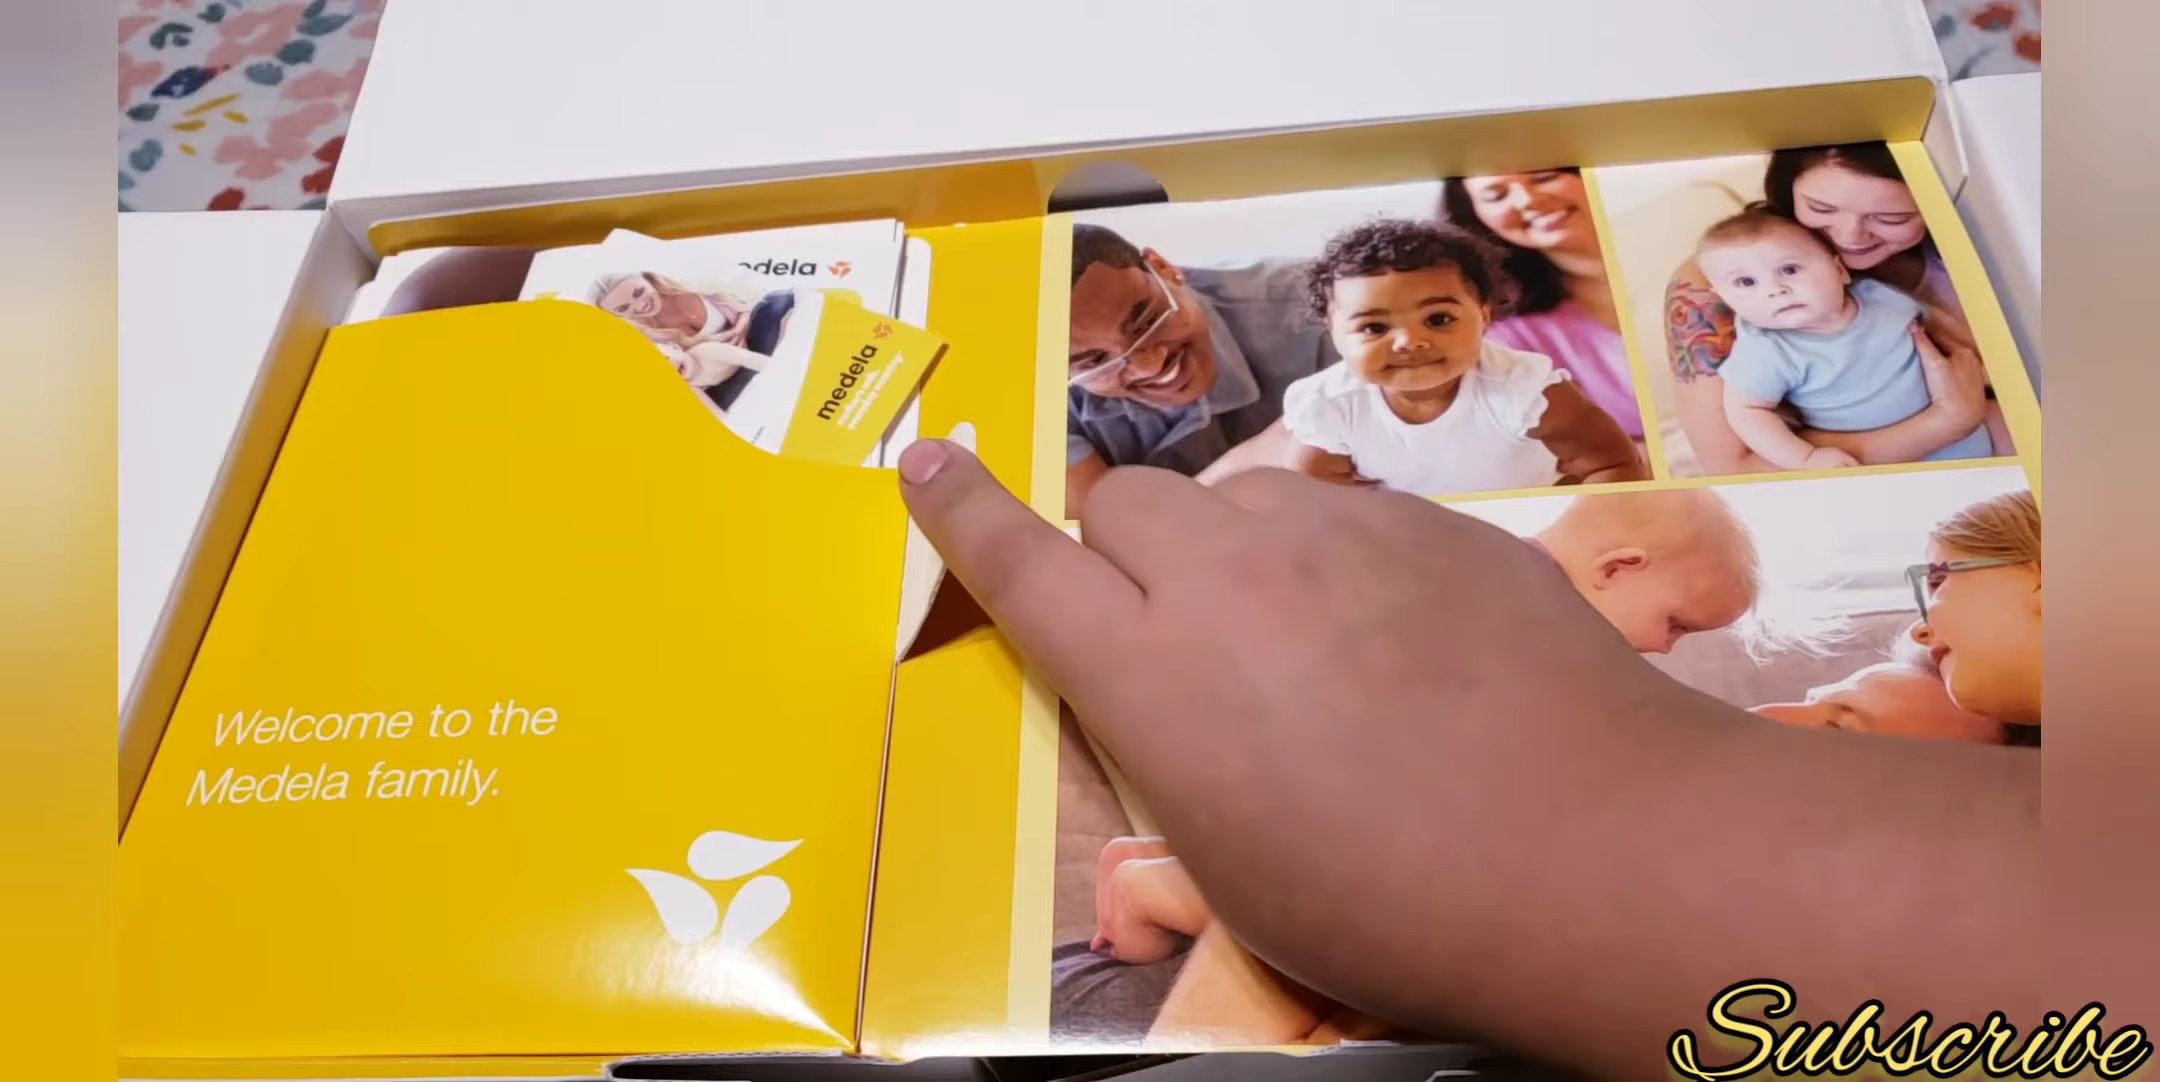 edela
medela
Welcome to the
Medela family.
Subscribe